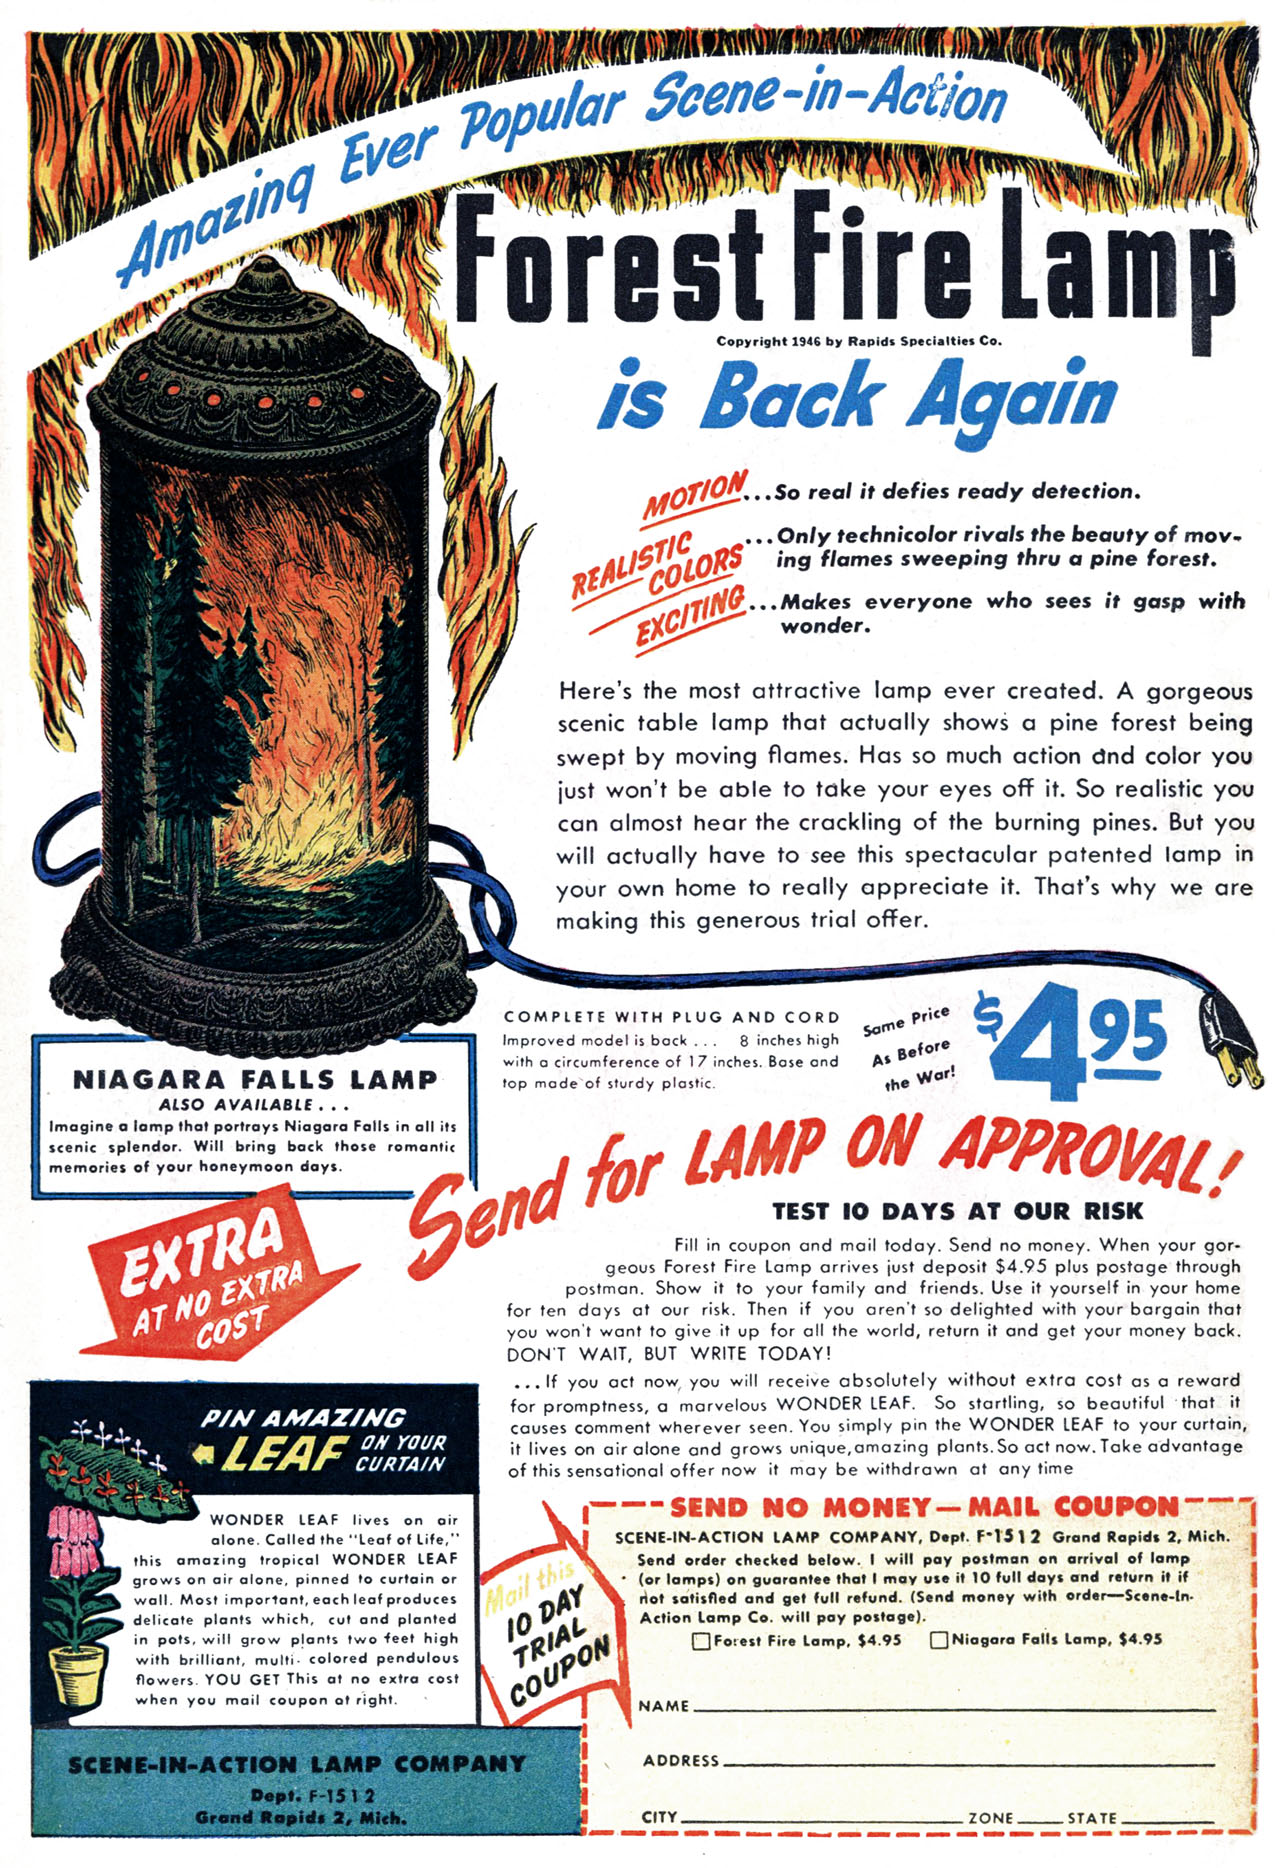 Amazing Ever Popular Scene-in-Action
Forest Fire Lamp
Copyright 1946 by Rapids Specialties Co.
is Back Again
MOTION ...So real it defies ready detection.
REALISTIC COLORS ...Only technicolor rivals the beauty of mov-
ing flames sweeping thru a pine forest.
EXCITING ...Makes everyone who sees it gasp with
wonder.
Here's the most attractive lamp ever created. A gorgeous
scenic table lamp that actually shows a pine forest being
swept by moving flames. Has so much action and color you
just won't be able to take your eyes off it. So realistic you
can almost hear the crackling of the burning pines. But you
will actually have to see this spectacular patented lamp in
your own home to really appreciate it. That's why we are
making this generous trial offer.
COMPLETE WITH PLUG AND CORD
Improved model is back ... 8 inches high
with a circumference of 17 inches. Base and
top made of sturdy plastic.
Same Price
As Before
the War!
$4.95
NIAGARA FALLS LAMP
ALSO AVAILABLE...
Imagine a lamp that portrays Niagara Falls in all its
scenic splendor. Will bring back those romantic
memories of your honeymoon days.
Send for LAMP ON APPROVAL!
TEST 10 DAYS AT OUR RISK
Fill in coupon and mail today. Send no money. When your gor-
geous Forest Fire Lamp arrives just deposit $4.95 plus postage through
postman. Show it to your family and friends. Use it yourself in your home
for ten days at our risk. Then if you aren't so delighted with your bargain that
you won't want to give it up for all the world, return it and get your money back.
DON'T WAIT, BUT WRITE TODAY!
...If you act now, you will receive absolutely without extra cost as a reward
for promptness, a marvelous WONDER LEAF. So startling, so beautiful that it
causes comment wherever seen. You simply pin the WONDER LEAF to your curtain,
it lives on air alone and grows unique, amazing plants. So act now. Take advantage
of this sensational offer now it may be withdrawn at any time
EXTRA
AT NO EXTRA
COST
PIN AMAZING
LEAF ON YOUR
CURTAIN
WONDER LEAF lives on air
alone. Called the "Leaf of Life,"
this amazing tropical WONDER LEAF
grows on air alone, pinned to curtain or
wall. Most important, each leaf produces
delicate plants which, cut and planted
in pots, will grow plants two feet high
with brilliant, multi-colored pendulous
flowers. YOU GET This at no extra cost
when you mail coupon at right.
SCENE-IN-ACTION LAMP COMPANY
Dept. F-1512
Grand Rapids 2, Mich.
Mail this
10 DAY
TRIAL
COUPON
SEND NO MONEY—MAIL COUPON
SCENE-IN-ACTION LAMP COMPANY, Dept. F-1512 Grand Rapids 2, Mich.
Send order checked below. I will pay postman on arrival of lamp
(or lamps) on guarantee that I may use it 10 full days and return it if
not satisfied and get full refund. (Send money with order—Scene-In-
Action Lamp Co. will pay postage).
Forest Fire Lamp, $4.95 Niagara Falls Lamp, $4.95
NAME
ADDRESS
CITY ZONE STATE